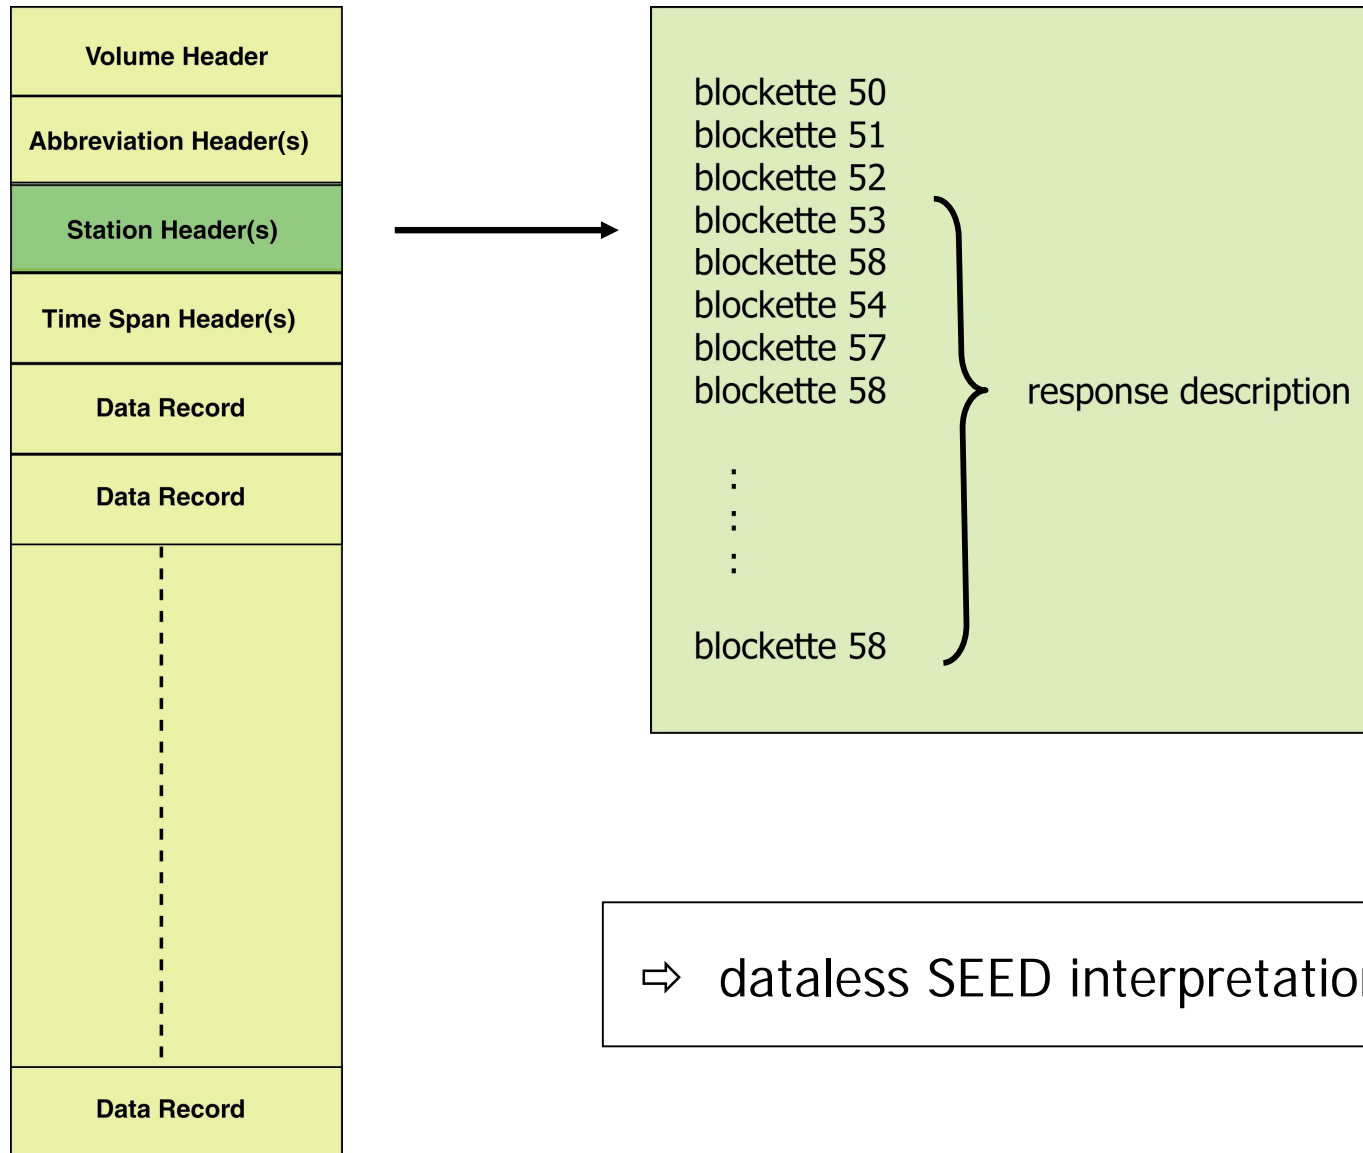 Volume Header
Abbreviation Header(s)
Station Header(s)
Time Span Header(s)
Data Record
Data Record
Data Record
blockette 50
blockette 51
blockette 52
blockette 53
blockette 58
blockette 54
blockette 57
blockette 58
:
:
:
blockette 58
response description
⇨ dataless SEED interpretation